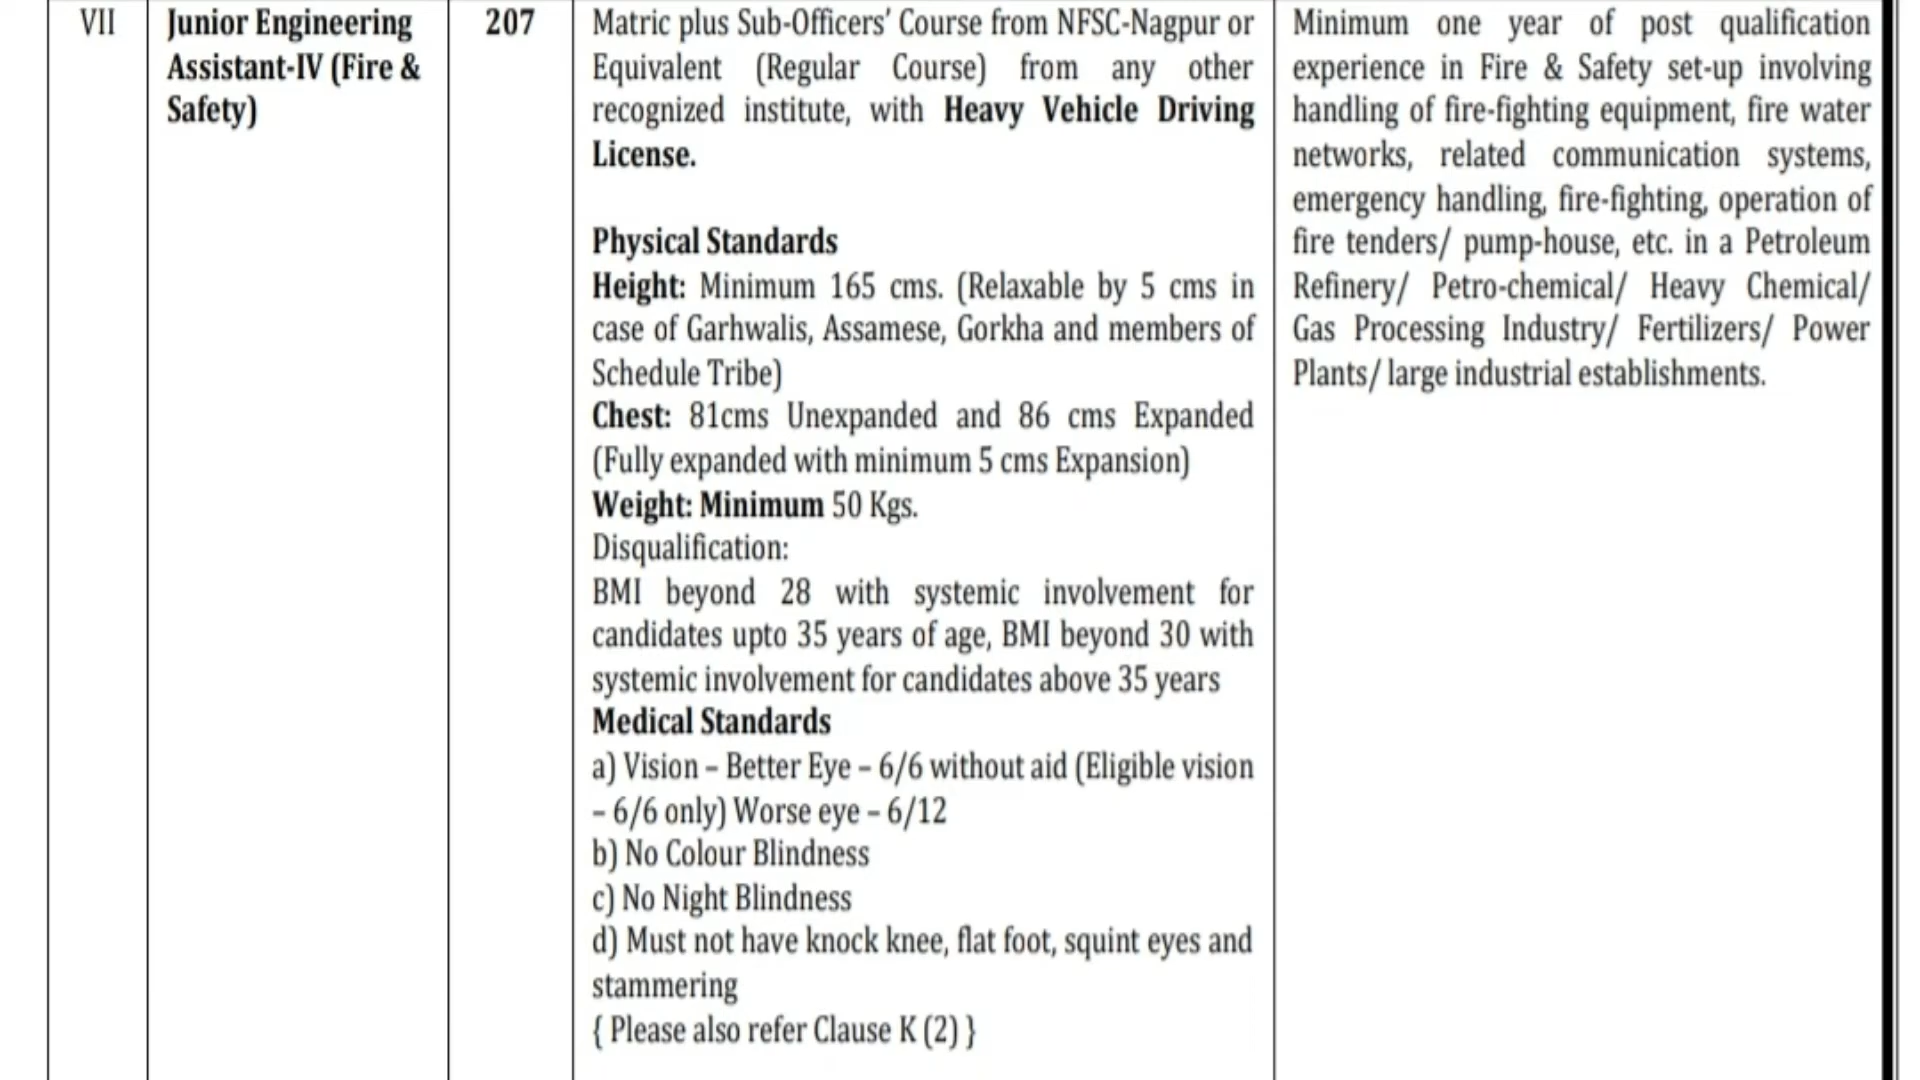 VII
Junior Engineering
Assistant-IV (Fire &
Safety)
207
Matric plus Sub-Officers’ Course from NFSC-Nagpur or
Equivalent (Regular Course) from any other
recognized institute, with Heavy Vehicle Driving
License.
Physical Standards
Height: Minimum 165 cms. (Relaxable by 5 cms in
case of Garhwalis, Assamese, Gorkha and members of
Schedule Tribe)
Chest: 81cms Unexpanded and 86 cms Expanded
(Fully expanded with minimum 5 cms Expansion)
Weight: Minimum 50 Kgs.
Disqualification:
BMI beyond 28 with systemic involvement for
candidates upto 35 years of age, BMI beyond 30 with
systemic involvement for candidates above 35 years
Medical Standards
a) Vision – Better Eye – 6/6 without aid (Eligible vision
– 6/6 only) Worse eye – 6/12
b) No Colour Blindness
c) No Night Blindness
d) Must not have knock knee, flat foot, squint eyes and
stammering
{ Please also refer Clause K (2) }
Minimum one year of post qualification
experience in Fire & Safety set-up involving
handling of fire-fighting equipment, fire water
networks, related communication systems,
emergency handling, fire-fighting, operation of
fire tenders/ pump-house, etc. in a Petroleum
Refinery/ Petro-chemical/ Heavy Chemical/
Gas Processing Industry/ Fertilizers/ Power
Plants/ large industrial establishments.